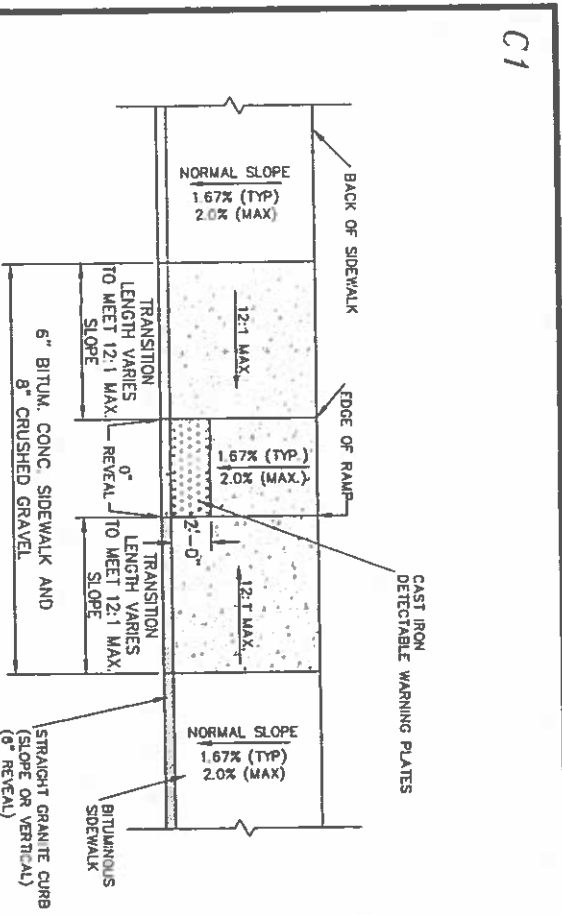 C1
BACK OF SIDEWALK
EDGE OF RAMP
CAST IRON
DETECTABLE WARNING PLATES
NORMAL SLOPE
1.67% (TYP)
2.0% (MAX)
12:1 MAX.
1.67% (TYP.)
2.0% (MAX.)
12:1 MAX.
NORMAL SLOPE
1.67% (TYP)
2.0% (MAX)
2'-0"
TRANSITION
LENGTH VARIES
TO MEET 12:1 MAX.
SLOPE
0"
REVEAL
TRANSITION
LENGTH VARIES
TO MEET 12:1 MAX.
SLOPE
BITUMINOUS
SIDEWALK
6" BITUM. CONC. SIDEWALK AND
8" CRUSHED GRAVEL
STRAIGHT GRANITE CURB
(SLOPE OR VERTICAL)
(6" REVEAL)